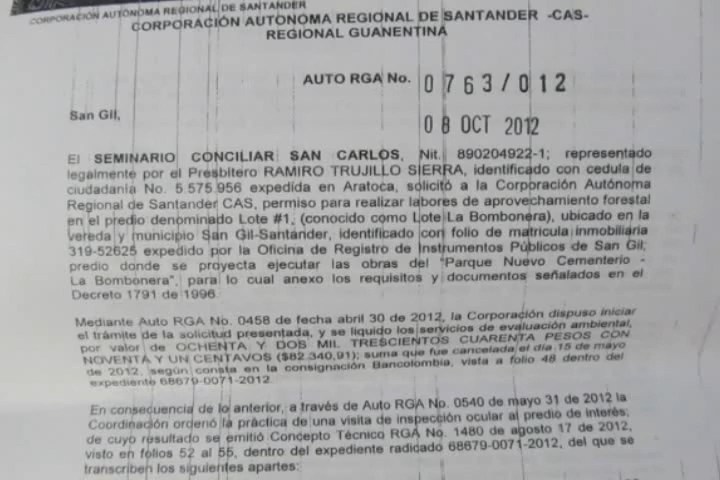 CORPORACIÓN AUTÓNOMA REGIONAL DE SANTANDER
CORPORACIÓN AUTÓNOMA REGIONAL DE SANTANDER -CAS-
REGIONAL GUANENTINA
AUTO RGA No. 0763/012
San Gil,
08 OCT 2012
El SEMINARIO CONCILIAR SAN CARLOS, Nit. 890204922-1; representado
legalmente por el Presbítero RAMIRO TRUJILLO SIERRA, identificado con cedula de
ciudadanía No. 5.575.956 expedida en Aratoca, solicitó a la Corporación Autónoma
Regional de Santander CAS, permiso para realizar labores de aprovechamiento forestal
en el predio denominado Lote #1, (conocido como Lote La Bombonera), ubicado en la
vereda y municipio San Gil-Santander, identificado con folio de matricula inmobiliaria
319-52625 expedido por la Oficina de Registro de Instrumentos Públicos de San Gil;
predio donde se proyecta ejecutar las obras del "Parque Nuevo Cementerio -
La Bombonera", para lo cual anexo los requisitos y documentos señalados en el
Decreto 1791 de 1996.
Mediante Auto RGA No. 0458 de fecha abril 30 de 2012, la Corporación dispuso iniciar
el trámite de la solicitud presentada, y se liquido los servicios de evaluación ambiental,
por valor de OCHENTA Y DOS MIL TRESCIENTOS CUARENTA PESOS CON
NOVENTA Y UN CENTAVOS ($82.340,91); suma que fue cancelada el día 15 de mayo
de 2012, según consta en la consignación Bancolombia, vista a folio 48 dentro del
expediente 68679-0071-2012.
En consecuencia de lo anterior, a través de Auto RGA No. 0540 de mayo 31 de 2012 la
Coordinación ordenó la práctica de una visita de inspección ocular al predio de interés;
de cuyo resultado se emitió Concepto Técnico RGA No. 1480 de agosto 17 de 2012,
visto en folios 52 al 55, dentro del expediente radicado 68679-0071-2012, del que se
transcriben los siguientes apartes: